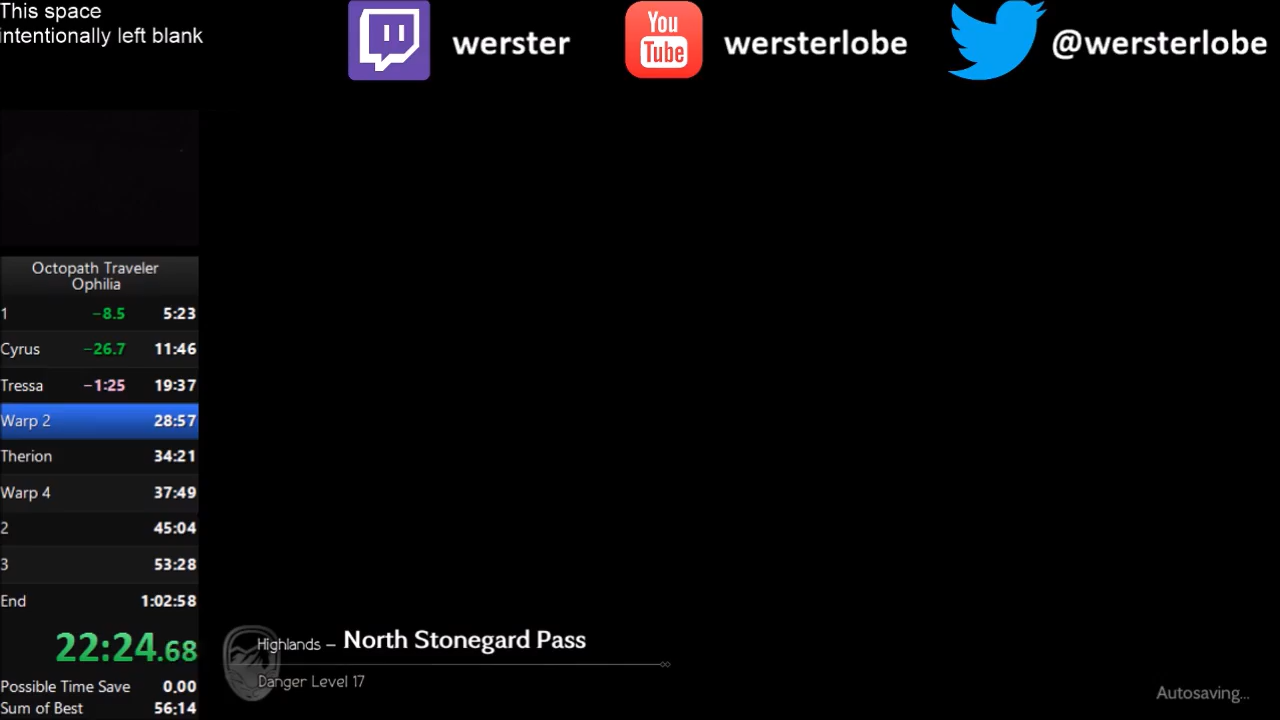 This space
intentionally left blank
werster
You
Tube
wersterlobe
@wersterlobe
Octopath Traveler
Ophilia
1 −8.5 5:23
Cyrus −26.7 11:46
Tressa −1:25 19:37
Warp 2 28:57
Therion 34:21
Warp 4 37:49
2 45:04
3 53:28
End 1:02:58
22:24.68
Possible Time Save 0.00
Sum of Best 56:14
Highlands – North Stonegard Pass
Danger Level 17
Autosaving...